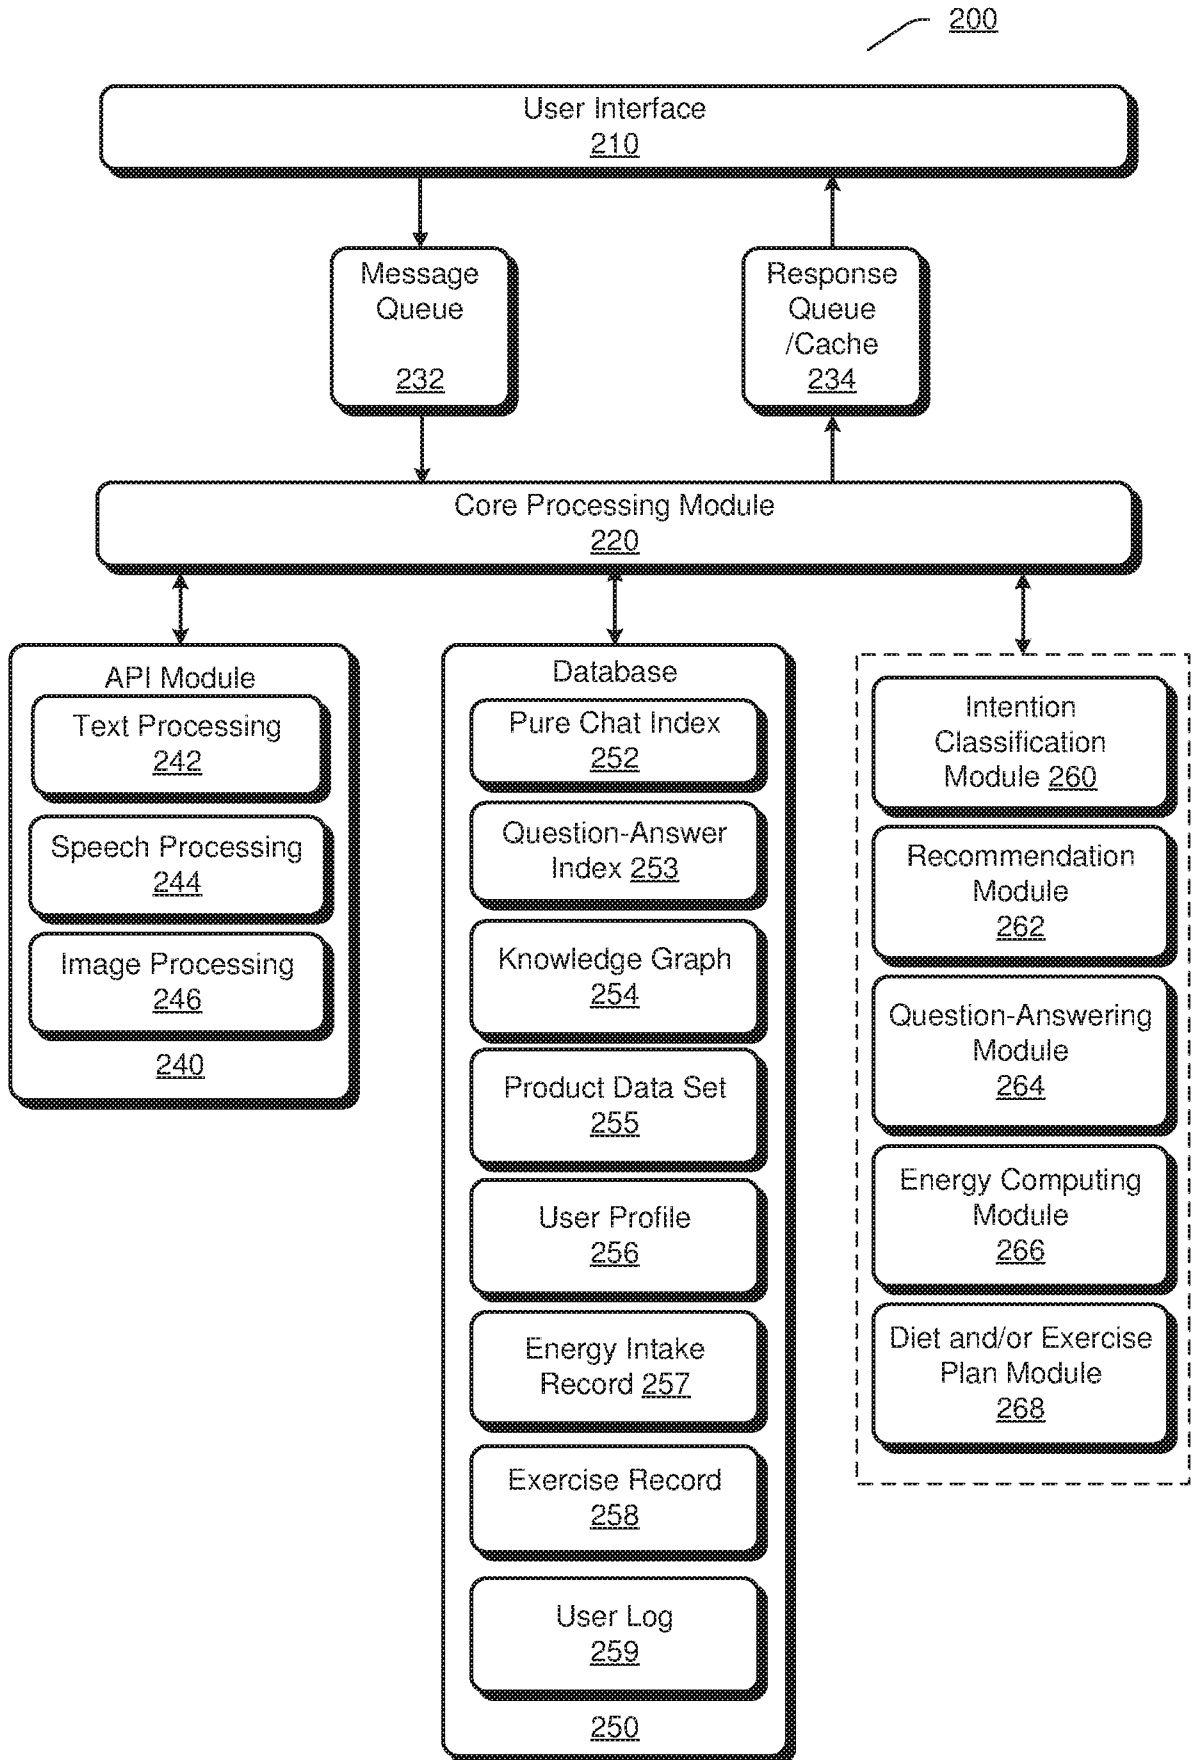 200
User Interface
210
Message
Queue
232
Response
Queue
/Cache
234
Core Processing Module
220
API Module
Text Processing
242
Speech Processing
244
Image Processing
246
240
Database
Pure Chat Index
252
Question-Answer
Index 253
Knowledge Graph
254
Product Data Set
255
User Profile
256
Energy Intake
Record 257
Exercise Record
258
User Log
259
250
Intention
Classification
Module 260
Recommendation
Module
262
Question-Answering
Module
264
Energy Computing
Module
266
Diet and/or Exercise
Plan Module
268